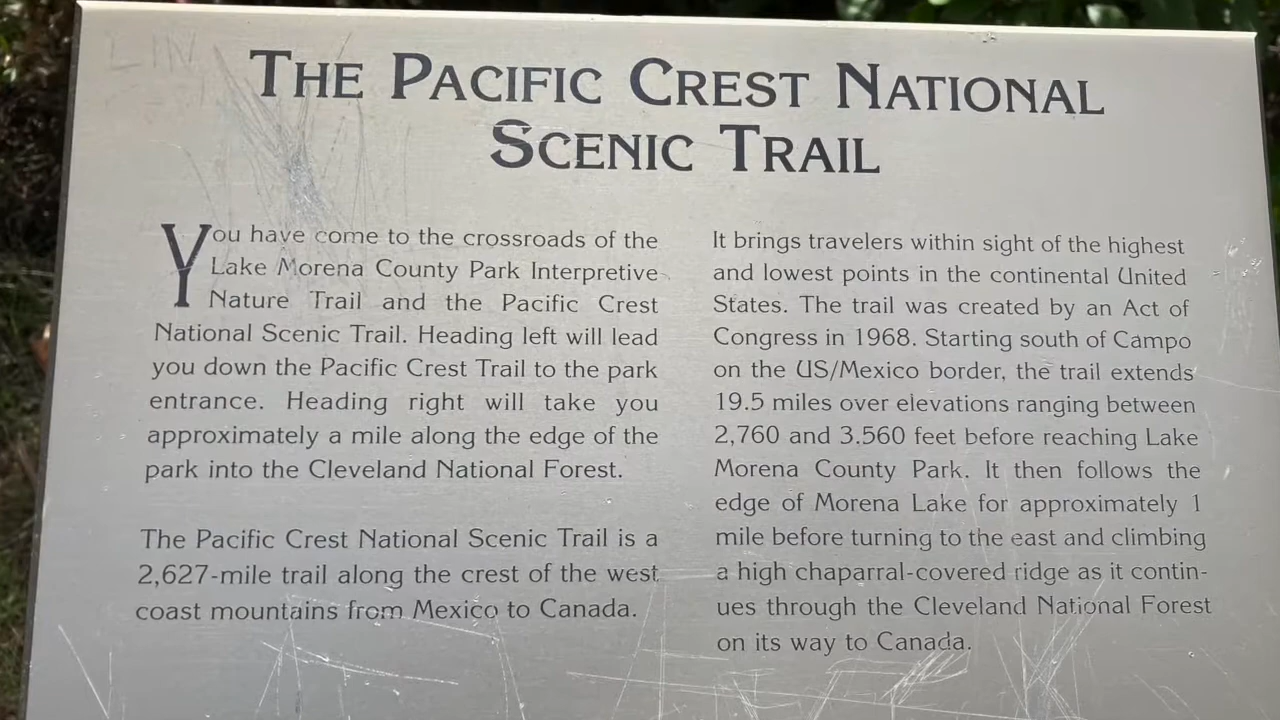 LIN
THE PACIFIC CREST NATIONAL
SCENIC TRAIL
You have come to the crossroads of the
Lake Morena County Park Interpretive
Nature Trail and the Pacific Crest
National Scenic Trail. Heading left will lead
you down the Pacific Crest Trail to the park
entrance. Heading right will take you
approximately a mile along the edge of the
park into the Cleveland National Forest.
The Pacific Crest National Scenic Trail is a
2,627-mile trail along the crest of the west
coast mountains from Mexico to Canada.
It brings travelers within sight of the highest
and lowest points in the continental United
States. The trail was created by an Act of
Congress in 1968. Starting south of Campo
on the US/Mexico border, the trail extends
19.5 miles over elevations ranging between
2,760 and 3.560 feet before reaching Lake
Morena County Park. It then follows the
edge of Morena Lake for approximately 1
mile before turning to the east and climbing
a high chaparral-covered ridge as it contin-
ues through the Cleveland National Forest
on its way to Canada.